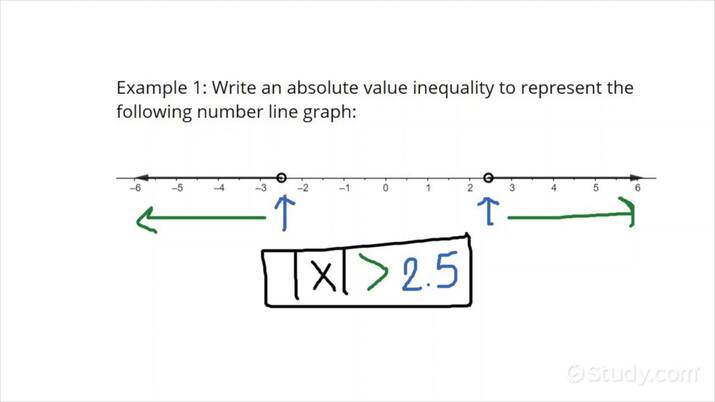 Example 1: Write an absolute value inequality to represent the
following number line graph:
–6 –5 –4 –3 –2 –1 0 1 2 3 4 5 6
|x| > 2.5
Study.com